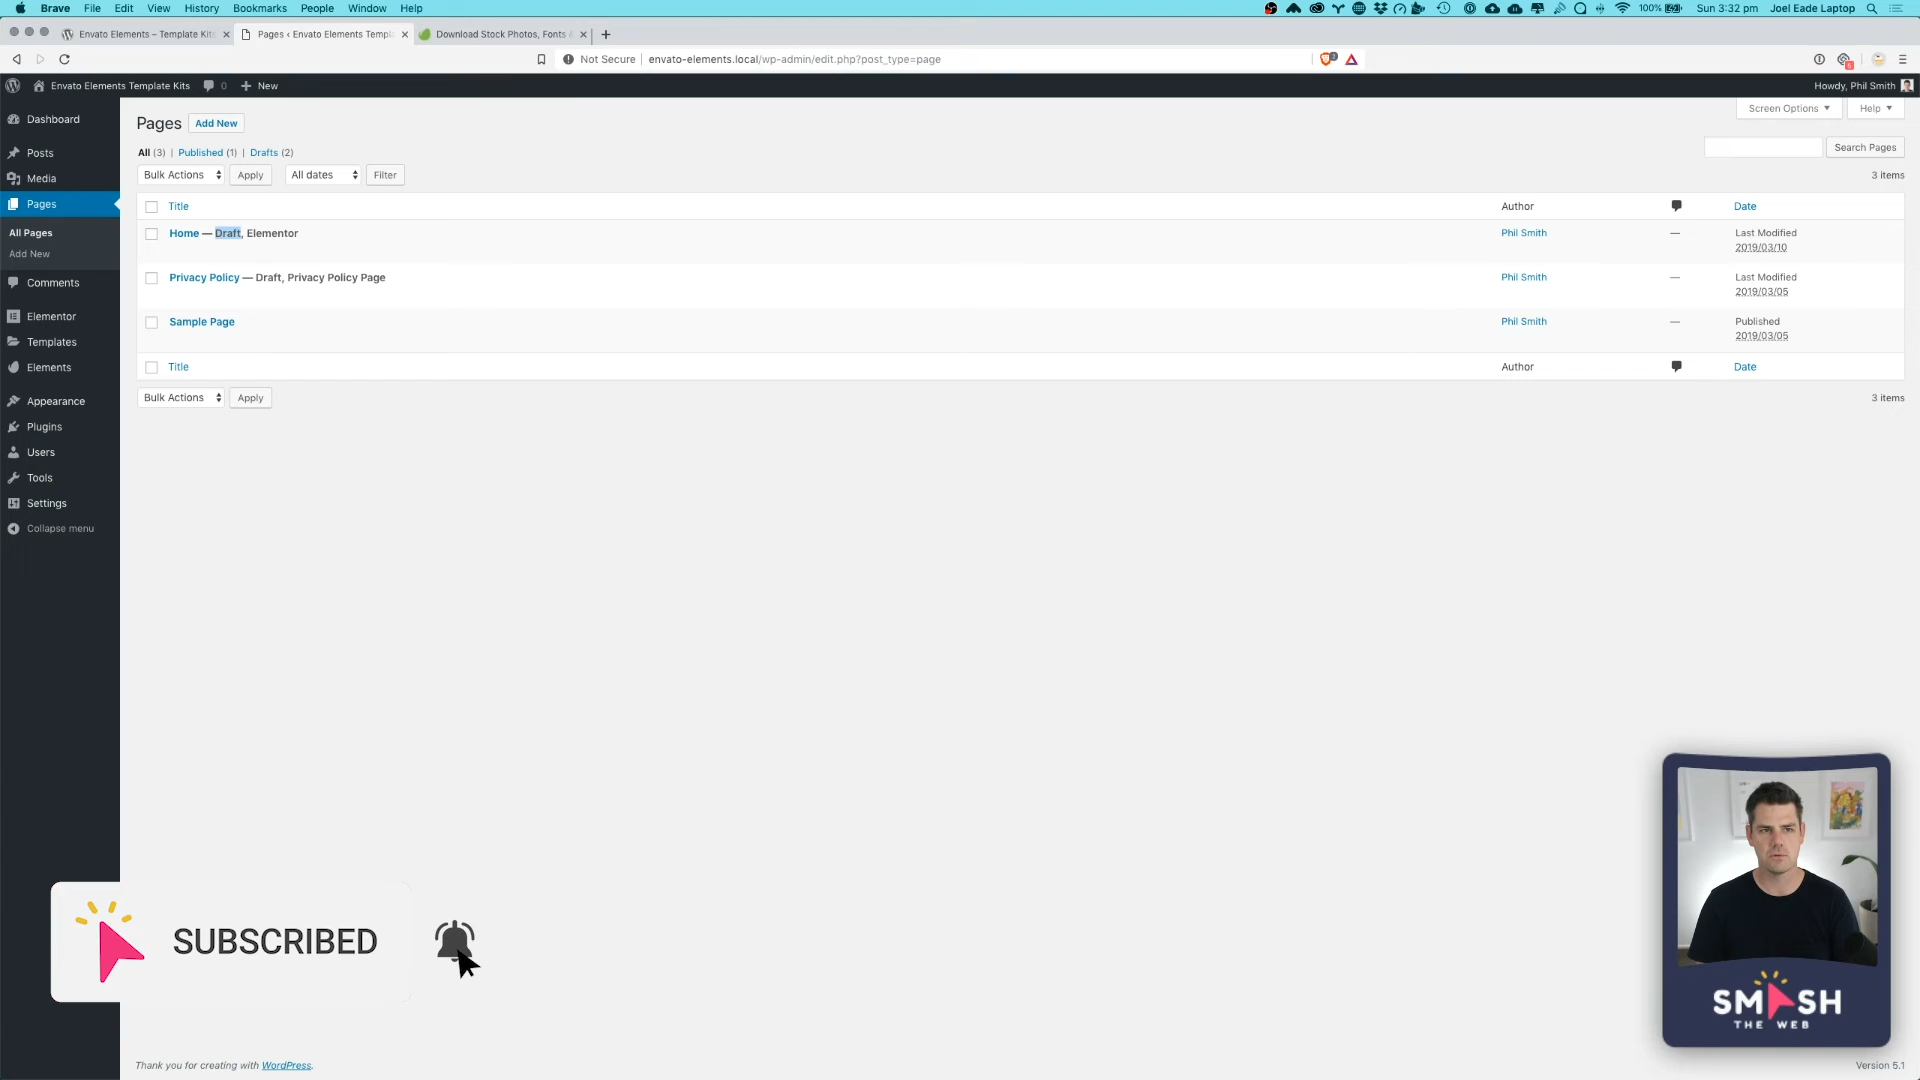 Brave File Edit View History Bookmarks People Window Help 100% Sun 3:32 pm Joel Eade Laptop
Envato Elements – Template Kits Pages ‹ Envato Elements Templ Download Stock Photos, Fonts
Not Secure envato-elements.local/wp-admin/edit.php?post_type=page
Envato Elements Template Kits 0 New Howdy, Phil Smith
Screen Options Help
Dashboard
Posts
Media
Pages
All Pages
Add New
Comments
Elementor
Templates
Elements
Appearance
Plugins
Users
Tools
Settings
Collapse menu
Pages Add New
All (3) | Published (1) | Drafts (2)
Search Pages
Bulk Actions Apply All dates Filter 3 items
Title Author Date
Home — Draft, Elementor Phil Smith — Last Modified
2019/03/10
Privacy Policy — Draft, Privacy Policy Page Phil Smith — Last Modified
2019/03/05
Sample Page Phil Smith — Published
2019/03/05
Title Author Date
Bulk Actions Apply 3 items
SUBSCRIBED
SMASH
THE WEB
Thank you for creating with WordPress. Version 5.1